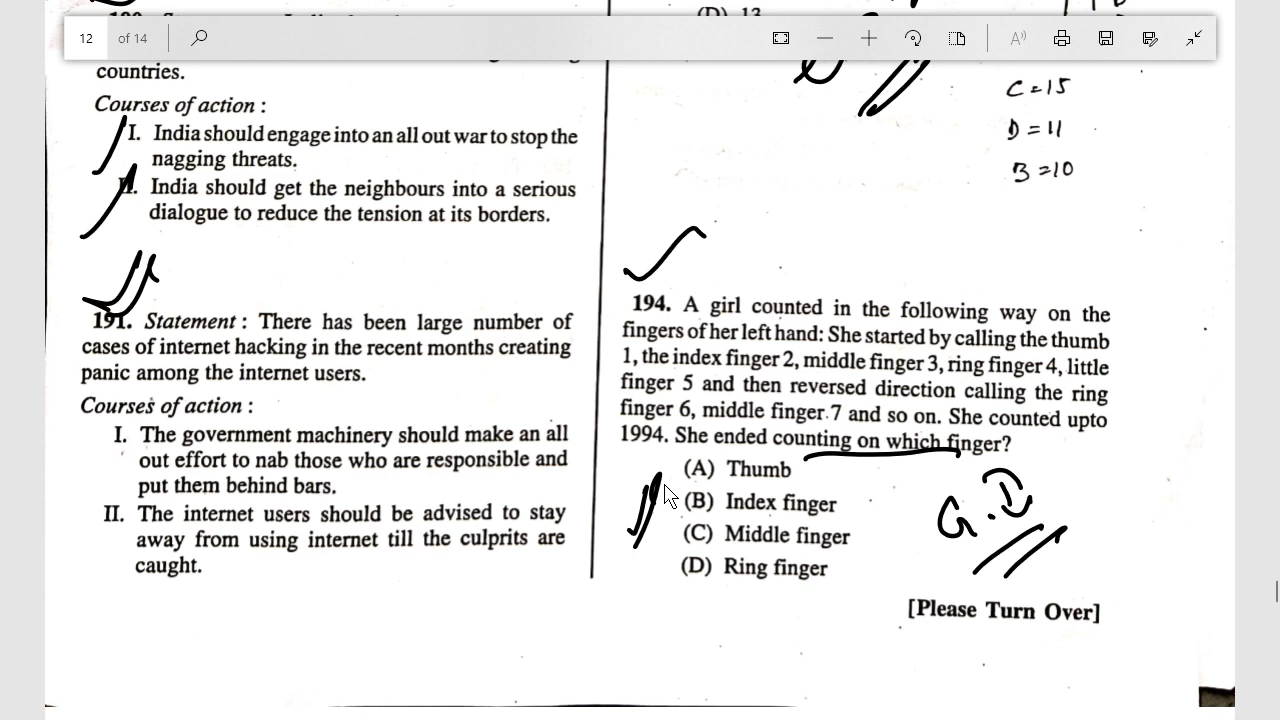 12 of 14
(D) 13
countries.
Courses of action :
I. India should engage into an all out war to stop the
nagging threats.
II. India should get the neighbours into a serious
dialogue to reduce the tension at its borders.
191. Statement : There has been large number of
cases of internet hacking in the recent months creating
panic among the internet users.
Courses of action :
I. The government machinery should make an all
out effort to nab those who are responsible and
put them behind bars.
II. The internet users should be advised to stay
away from using internet till the culprits are
caught.
C = 15
D = 11
B = 10
194. A girl counted in the following way on the
fingers of her left hand: She started by calling the thumb
1, the index finger 2, middle finger 3, ring finger 4, little
finger 5 and then reversed direction calling the ring
finger 6, middle finger 7 and so on. She counted upto
1994. She ended counting on which finger?
(A) Thumb
(B) Index finger
(C) Middle finger
(D) Ring finger
G.D
[Please Turn Over]